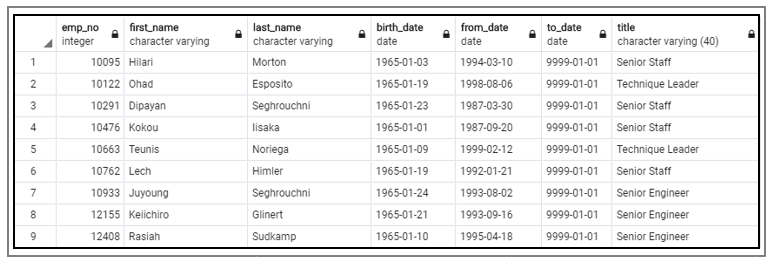 emp_no first_name last_name birth_date from_date to_date title
integer character varying character varying date date date character varying (40)
1 10095 Hilari Morton 1965-01-03 1994-03-10 9999-01-01 Senior Staff
2 10122 Ohad Esposito 1965-01-19 1998-08-06 9999-01-01 Technique Leader
3 10291 Dipayan Seghrouchni 1965-01-23 1987-03-30 9999-01-01 Senior Staff
4 10476 Kokou Iisaka 1965-01-01 1987-09-20 9999-01-01 Senior Staff
5 10663 Teunis Noriega 1965-01-09 1999-02-12 9999-01-01 Technique Leader
6 10762 Lech Himler 1965-01-19 1992-01-21 9999-01-01 Senior Staff
7 10933 Juyoung Seghrouchni 1965-01-24 1993-08-02 9999-01-01 Senior Engineer
8 12155 Keiichiro Glinert 1965-01-21 1993-09-16 9999-01-01 Senior Engineer
9 12408 Rasiah Sudkamp 1965-01-10 1995-04-18 9999-01-01 Senior Engineer